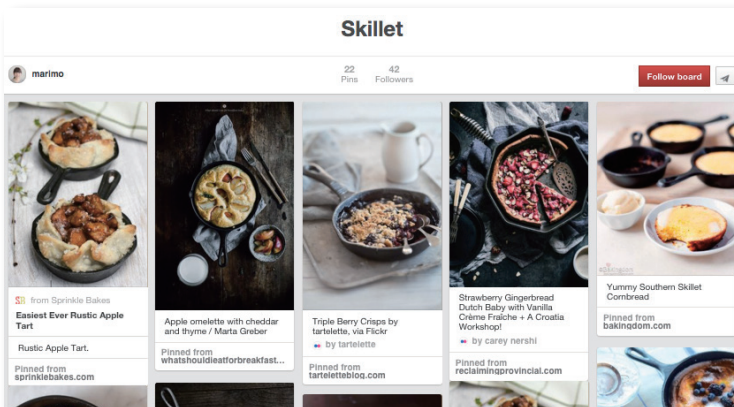 Skillet
marimo
22
Pins
42
Followers
Follow board
SB from Sprinkle Bakes
Easiest Ever Rustic Apple
Tart
Rustic Apple Tart.
Pinned from
sprinklebakes.com
Apple omelette with cheddar
and thyme / Marta Greber
Pinned from
whatshouldieatforbreakfast...
Triple Berry Crisps by
tartelette, via Flickr
by tartelette
Pinned from
tarteletteblog.com
Strawberry Gingerbread
Dutch Baby with Vanilla
Crème Fraîche + A Croatia
Workshop!
by carey nershi
Pinned from
reclaimingprovincial.com
Yummy Southern Skillet
Cornbread
Pinned from
bakingdom.com